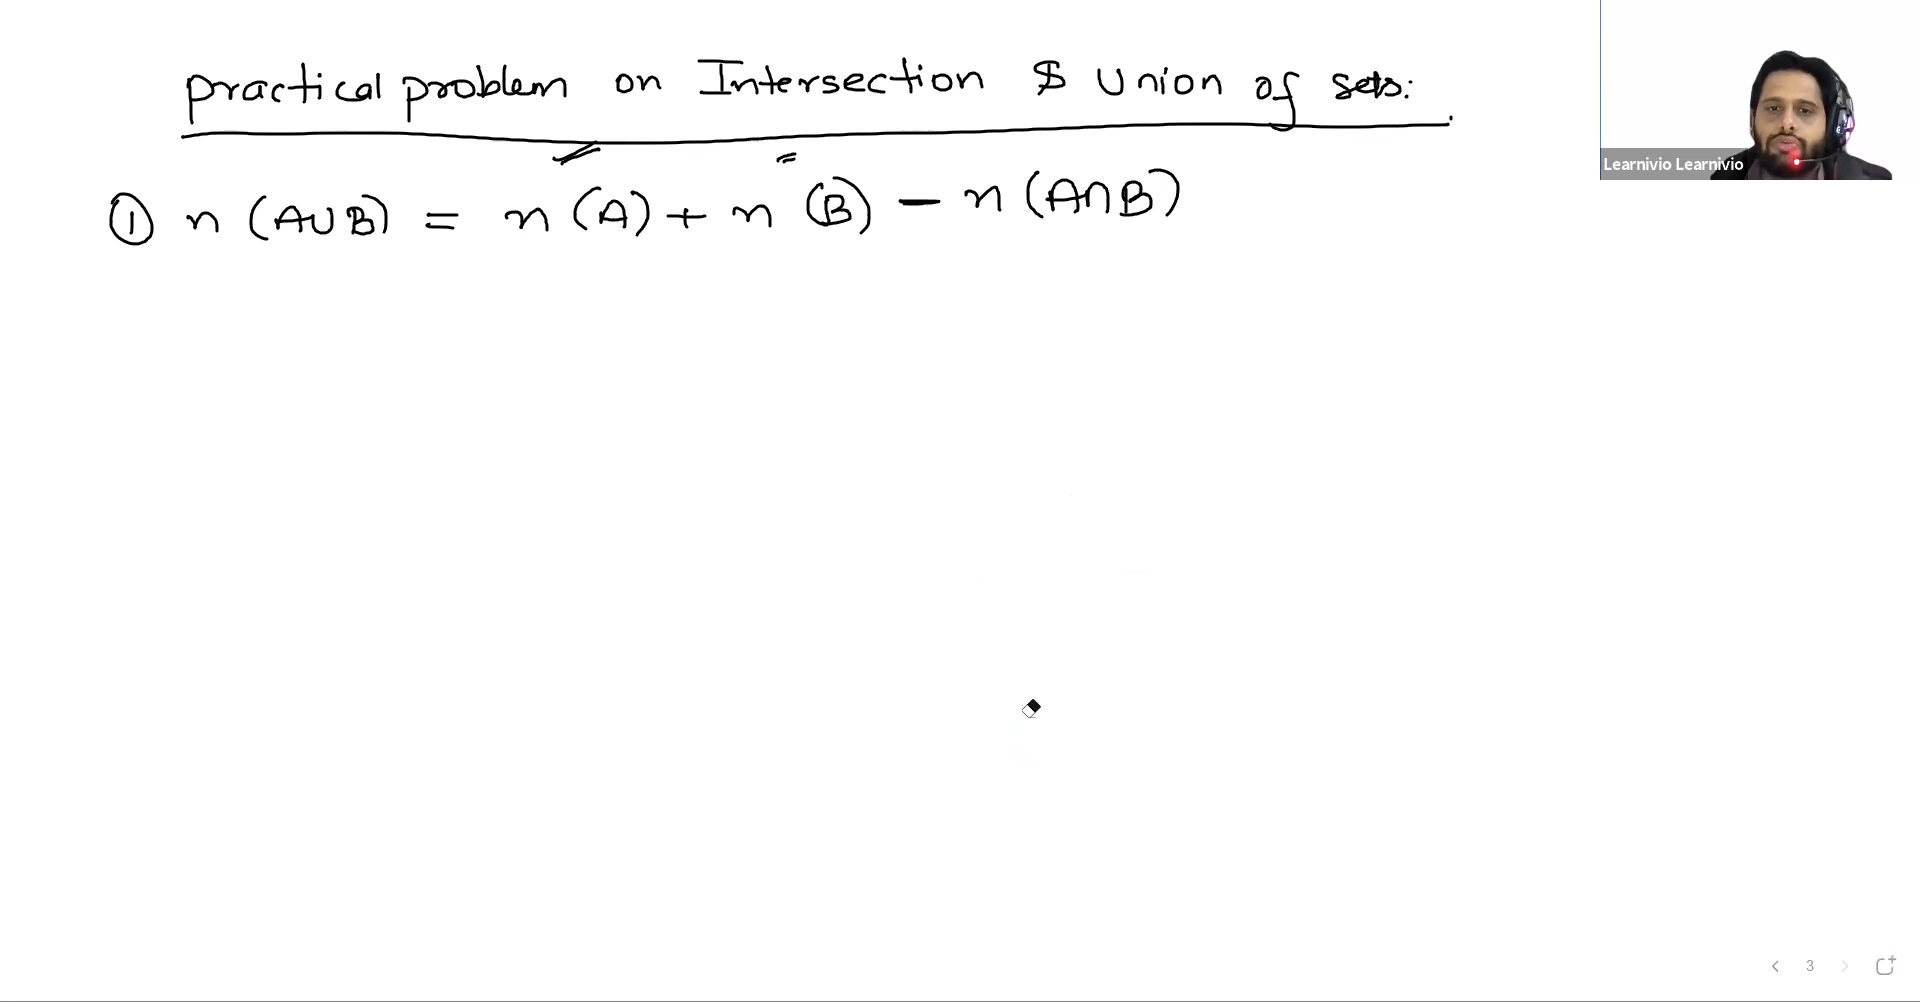 practical problem on Intersection & Union of sets:
Learnivio Learnivio
① n (A∪B) = n (A) + n (B) - n (A∩B)
3